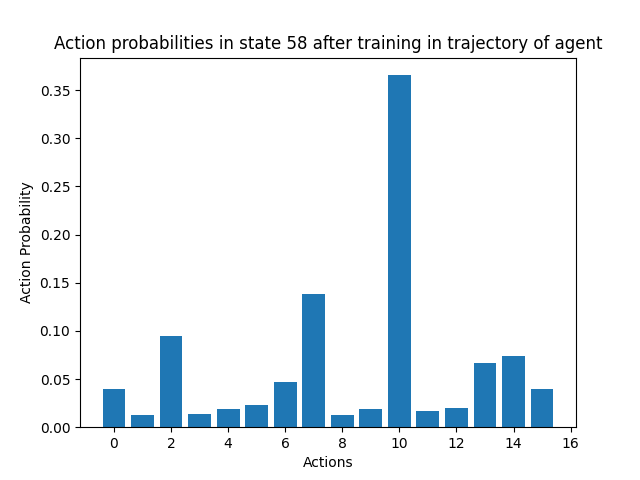 Action probabilities in state 58 after training in trajectory of agent
0.35
0.30
0.25
0.20
0.15
0.10
0.05
0.00
Action Probability
0 2 4 6 8 10 12 14 16
Actions